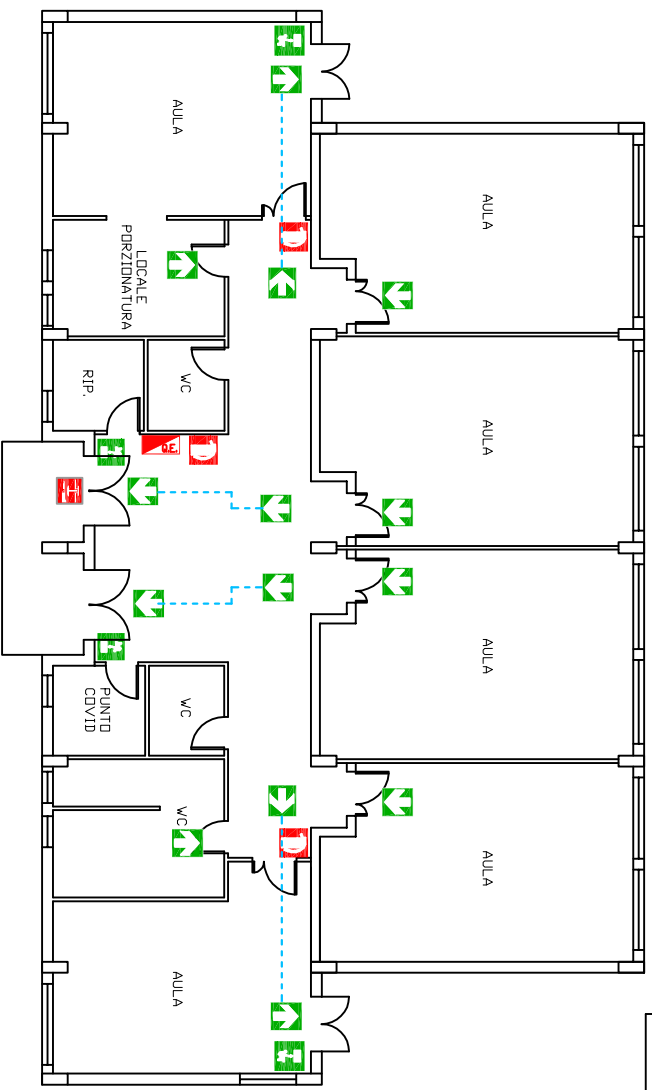 AULA
AULA
LOCALE
PORZIONATURA
RIP.
WC
AULA
Q.E.
AULA
WC
PUNTO
COVID
WC
AULA
AULA